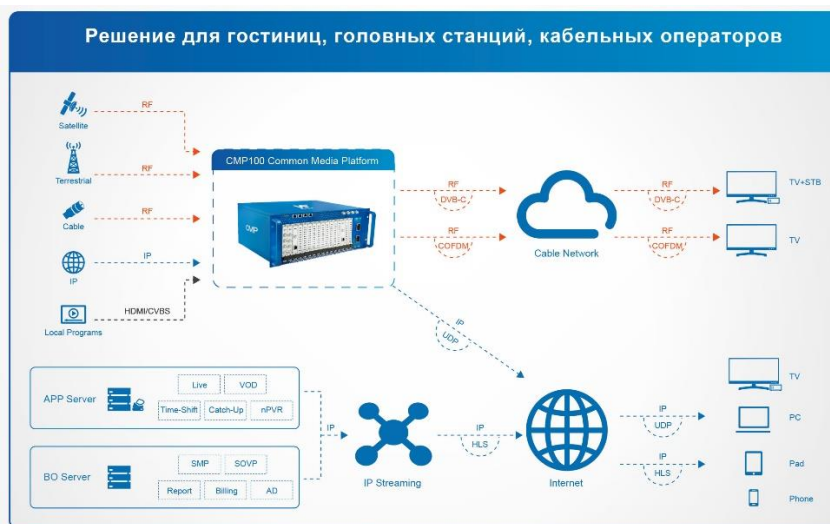 Решение для гостиниц, головных станций, кабельных операторов
RF
Satellite
RF
Terrestrial
RF
Cable
IP
IP
HDMI/CVBS
Local Programs
CMP100 Common Media Platform
CMP
RF
DVB-C
RF
COFDM
Cable Network
RF
DVB-C
RF
COFDM
TV+STB
TV
IP
UDP
APP Server
Live
VOD
Time-Shift
Catch-Up
nPVR
BO Server
SMP
SOVP
Report
Billing
AD
IP
IP Streaming
IP
HLS
Internet
IP
UDP
IP
HLS
TV
PC
Pad
Phone